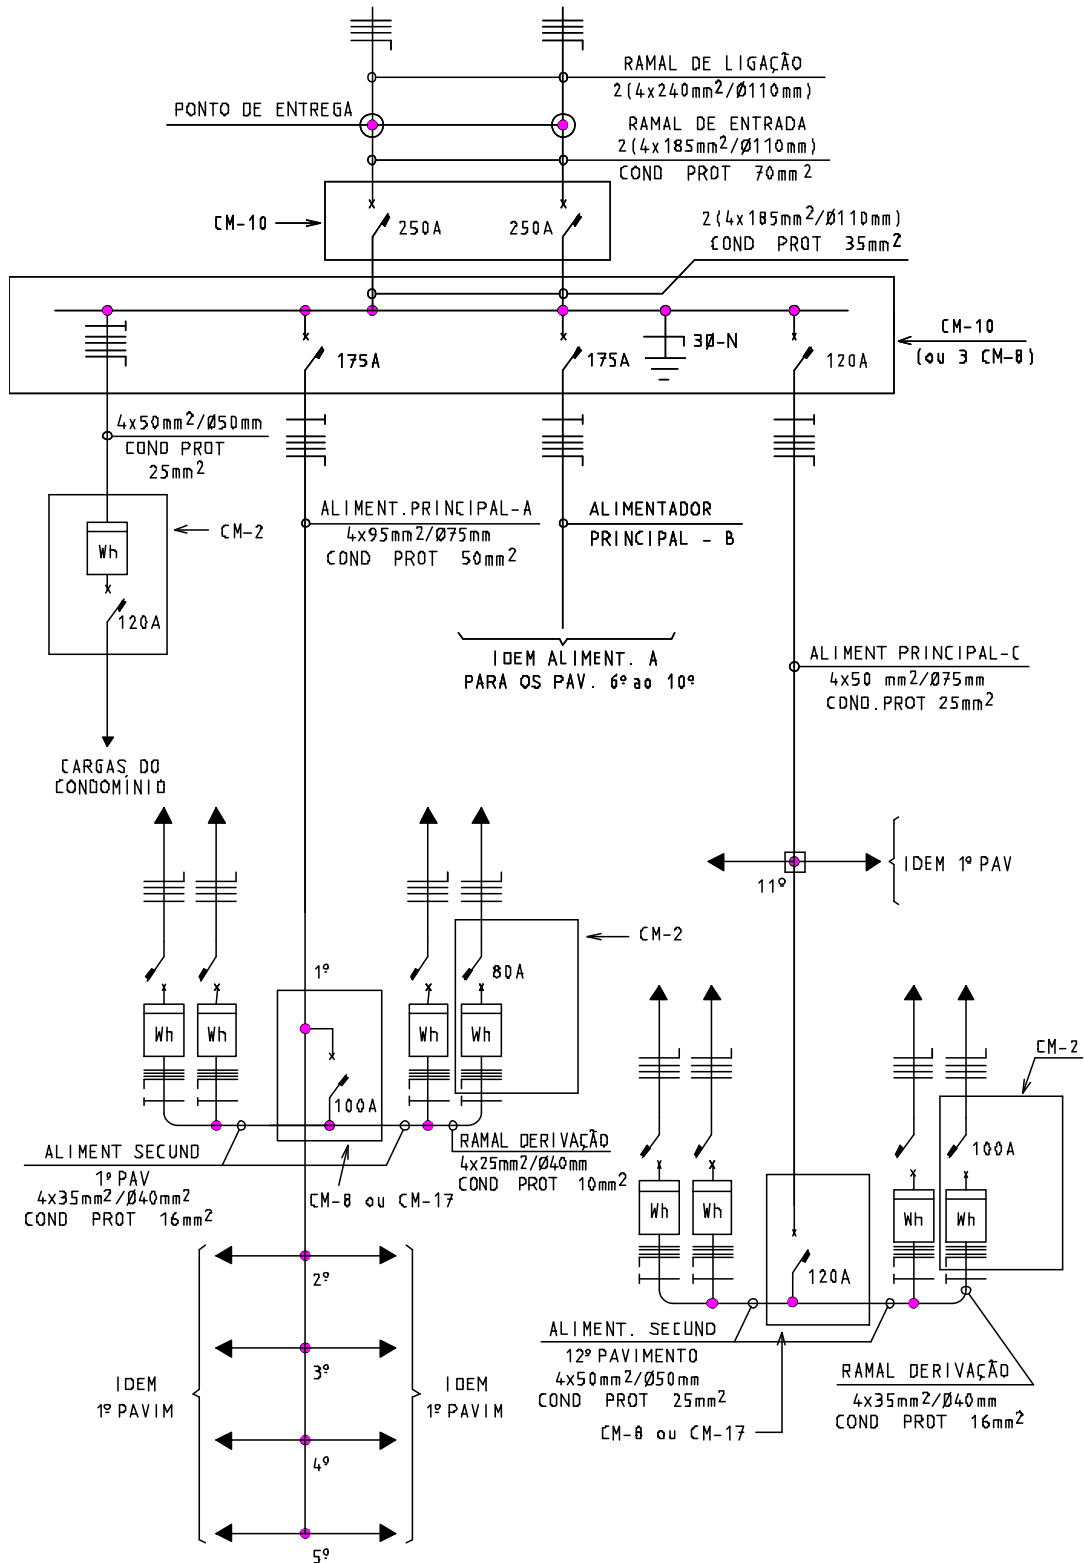 RAMAL DE LIGAÇÃO
2(4x240mm²/Ø110mm)
PONTO DE ENTREGA
RAMAL DE ENTRADA
2(4x185mm²/Ø110mm)
COND PROT 70mm²
CM-10
250A
250A
2(4x185mm²/Ø110mm)
COND PROT 35mm²
175A
175A
3Ø-N
120A
CM-10
(ou 3 CM-8)
4x50mm²/Ø50mm
COND PROT
25mm²
CM-2
Wh
120A
CARGAS DO
CONDOMÍNIO
ALIMENT.PRINCIPAL-A
4x95mm²/Ø75mm
COND PROT 50mm²
ALIMENTADOR
PRINCIPAL - B
IDEM ALIMENT. A
PARA OS PAV. 6º ao 10º
ALIMENT PRINCIPAL-C
4x50 mm²/Ø75mm
COND.PROT 25mm²
11º
IDEM 1º PAV
CM-2
1º
80A
Wh
Wh
Wh
Wh
100A
ALIMENT SECUND
1º PAV
4x35mm²/Ø40mm²
COND PROT 16mm²
CM-8 ou CM-17
RAMAL DERIVAÇÃO
4x25mm²/Ø40mm
COND PROT 10mm²
CM-2
100A
Wh
Wh
Wh
Wh
120A
ALIMENT. SECUND
12º PAVIMENTO
4x50mm²/Ø50mm
COND PROT 25mm²
CM-8 ou CM-17
RAMAL DERIVAÇÃO
4x35mm²/Ø40mm
COND PROT 16mm²
2º
3º
IDEM
1º PAVIM
IDEM
1º PAVIM
4º
5º